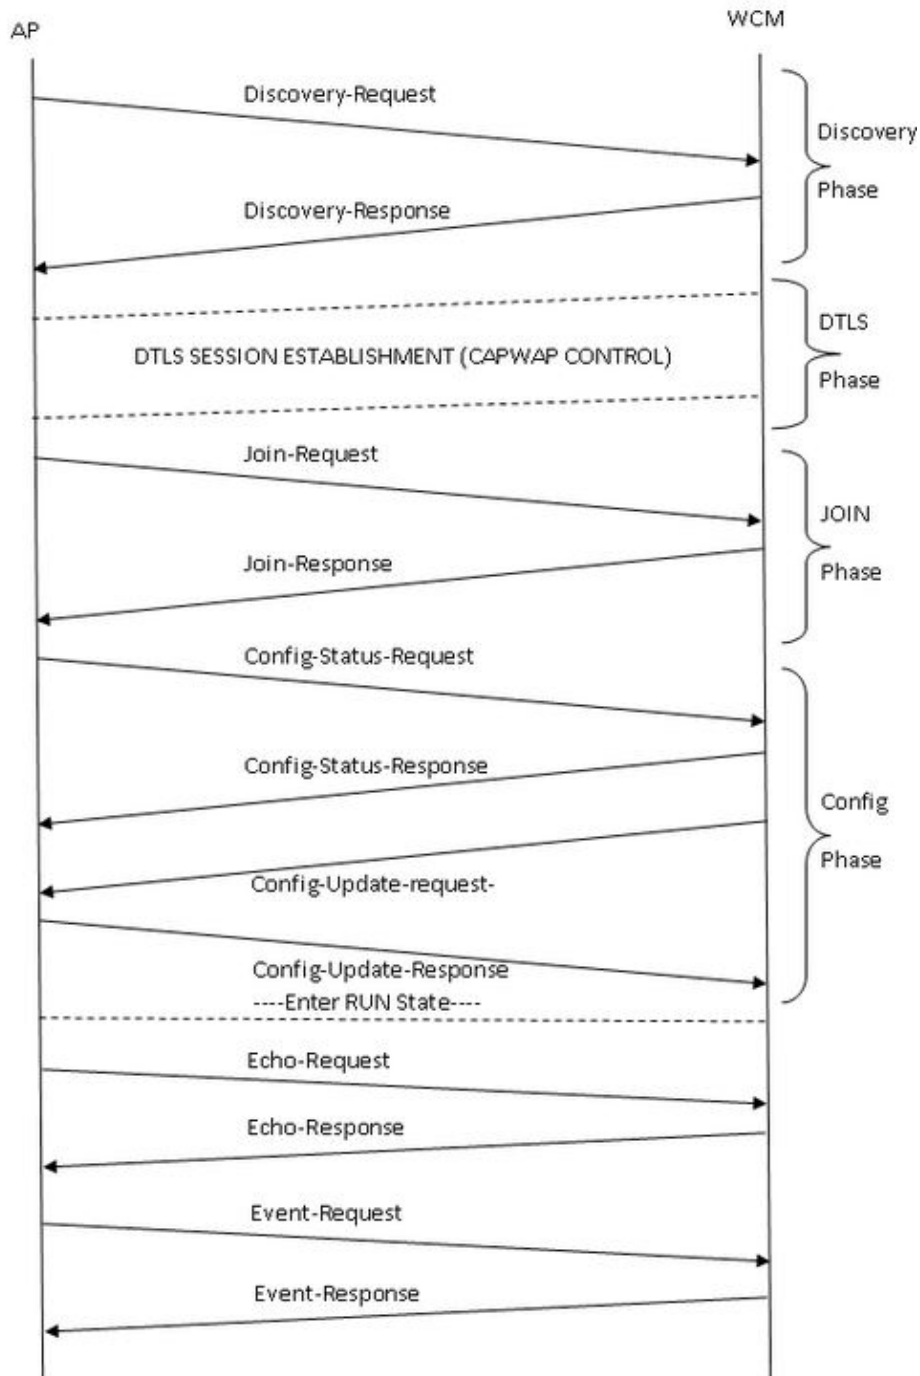 AP
WCM
Discovery-Request
Discovery
Phase
Discovery-Response
DTLS
DTLS SESSION ESTABLISHMENT (CAPWAP CONTROL)
Phase
Join-Request
JOIN
Join-Response
Phase
Config-Status-Request
Config-Status-Response
Config
Phase
Config-Update-request-
Config-Update-Response
----Enter RUN State----
Echo-Request
Echo-Response
Event-Request
Event-Response